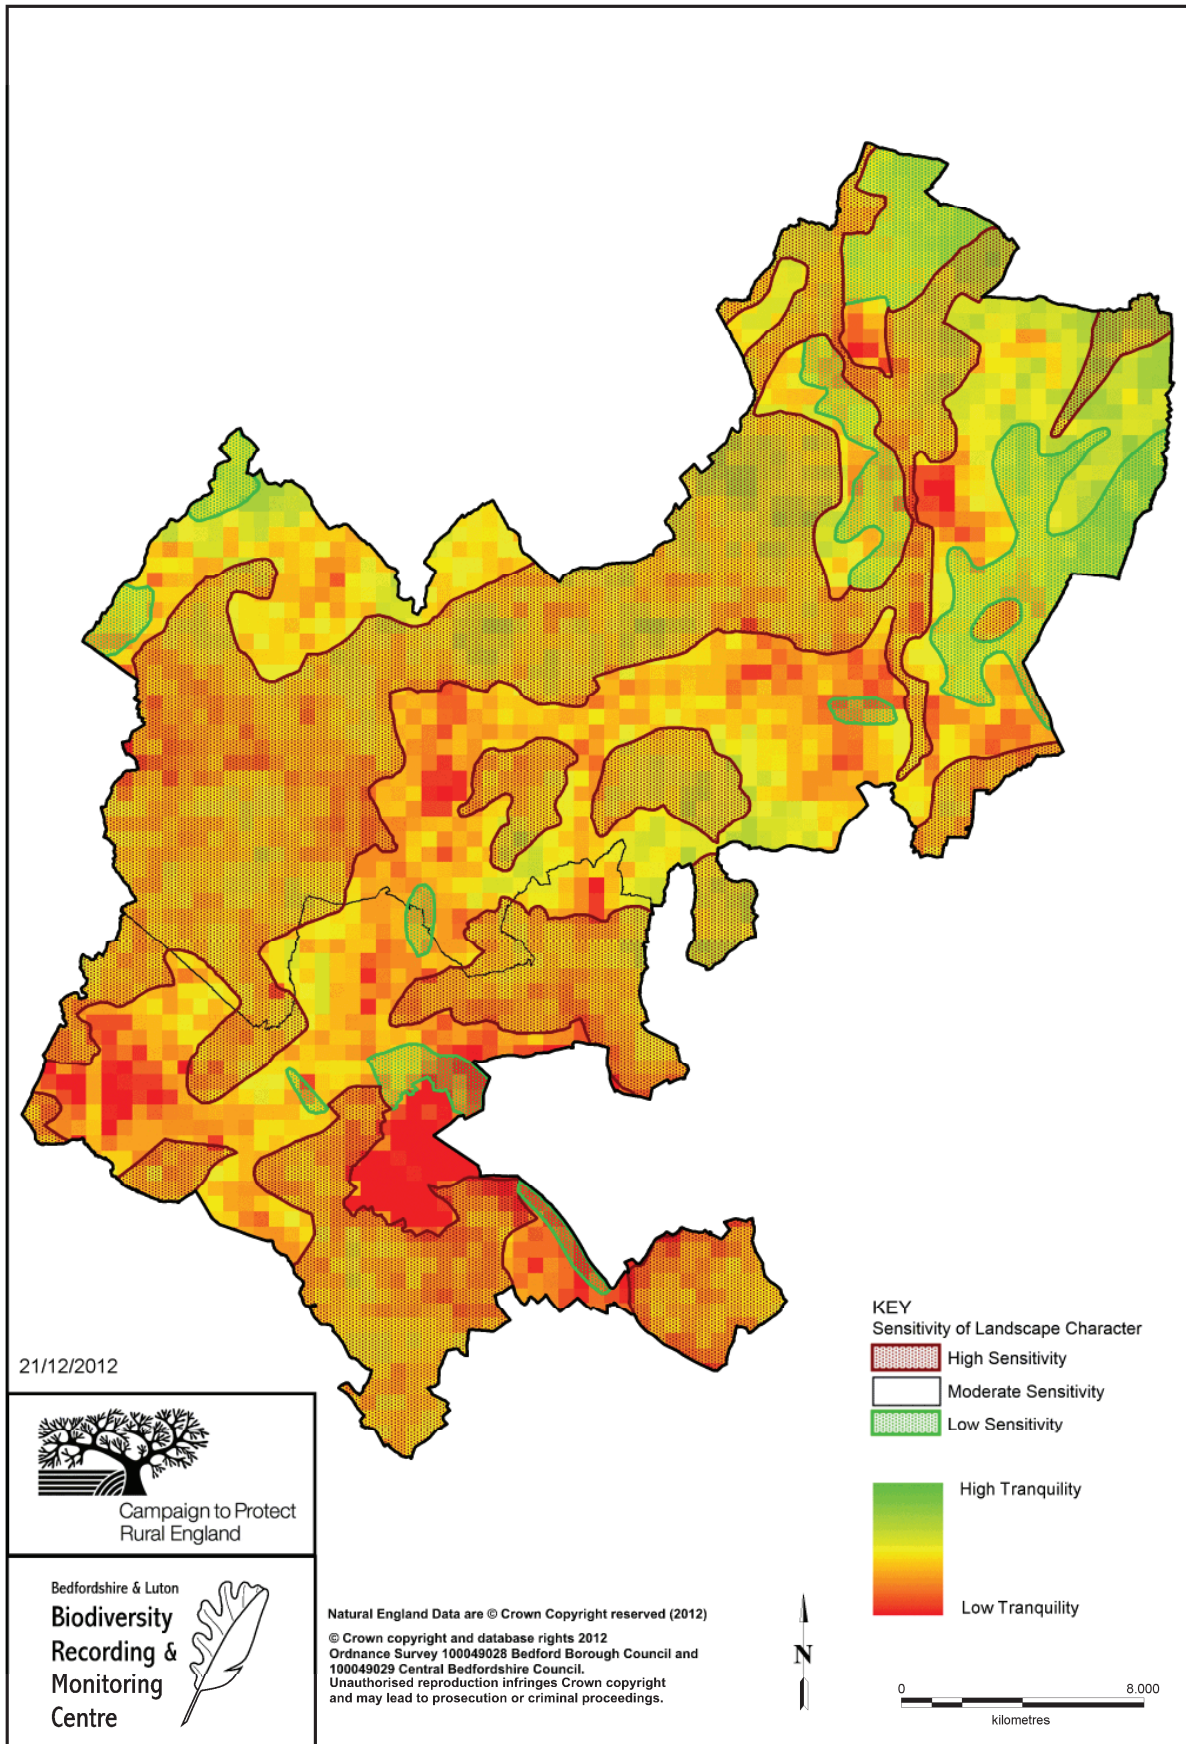 KEY
Sensitivity of Landscape Character
High Sensitivity
Moderate Sensitivity
Low Sensitivity
High Tranquility
Low Tranquility
21/12/2012
Campaign to Protect
Rural England
Bedfordshire & Luton
Biodiversity
Recording &
Monitoring
Centre
Natural England Data are © Crown Copyright reserved (2012)
© Crown copyright and database rights 2012
Ordnance Survey 100049028 Bedford Borough Council and
100049029 Central Bedfordshire Council.
Unauthorised reproduction infringes Crown copyright
and may lead to prosecution or criminal proceedings.
N
0 8.000
kilometres